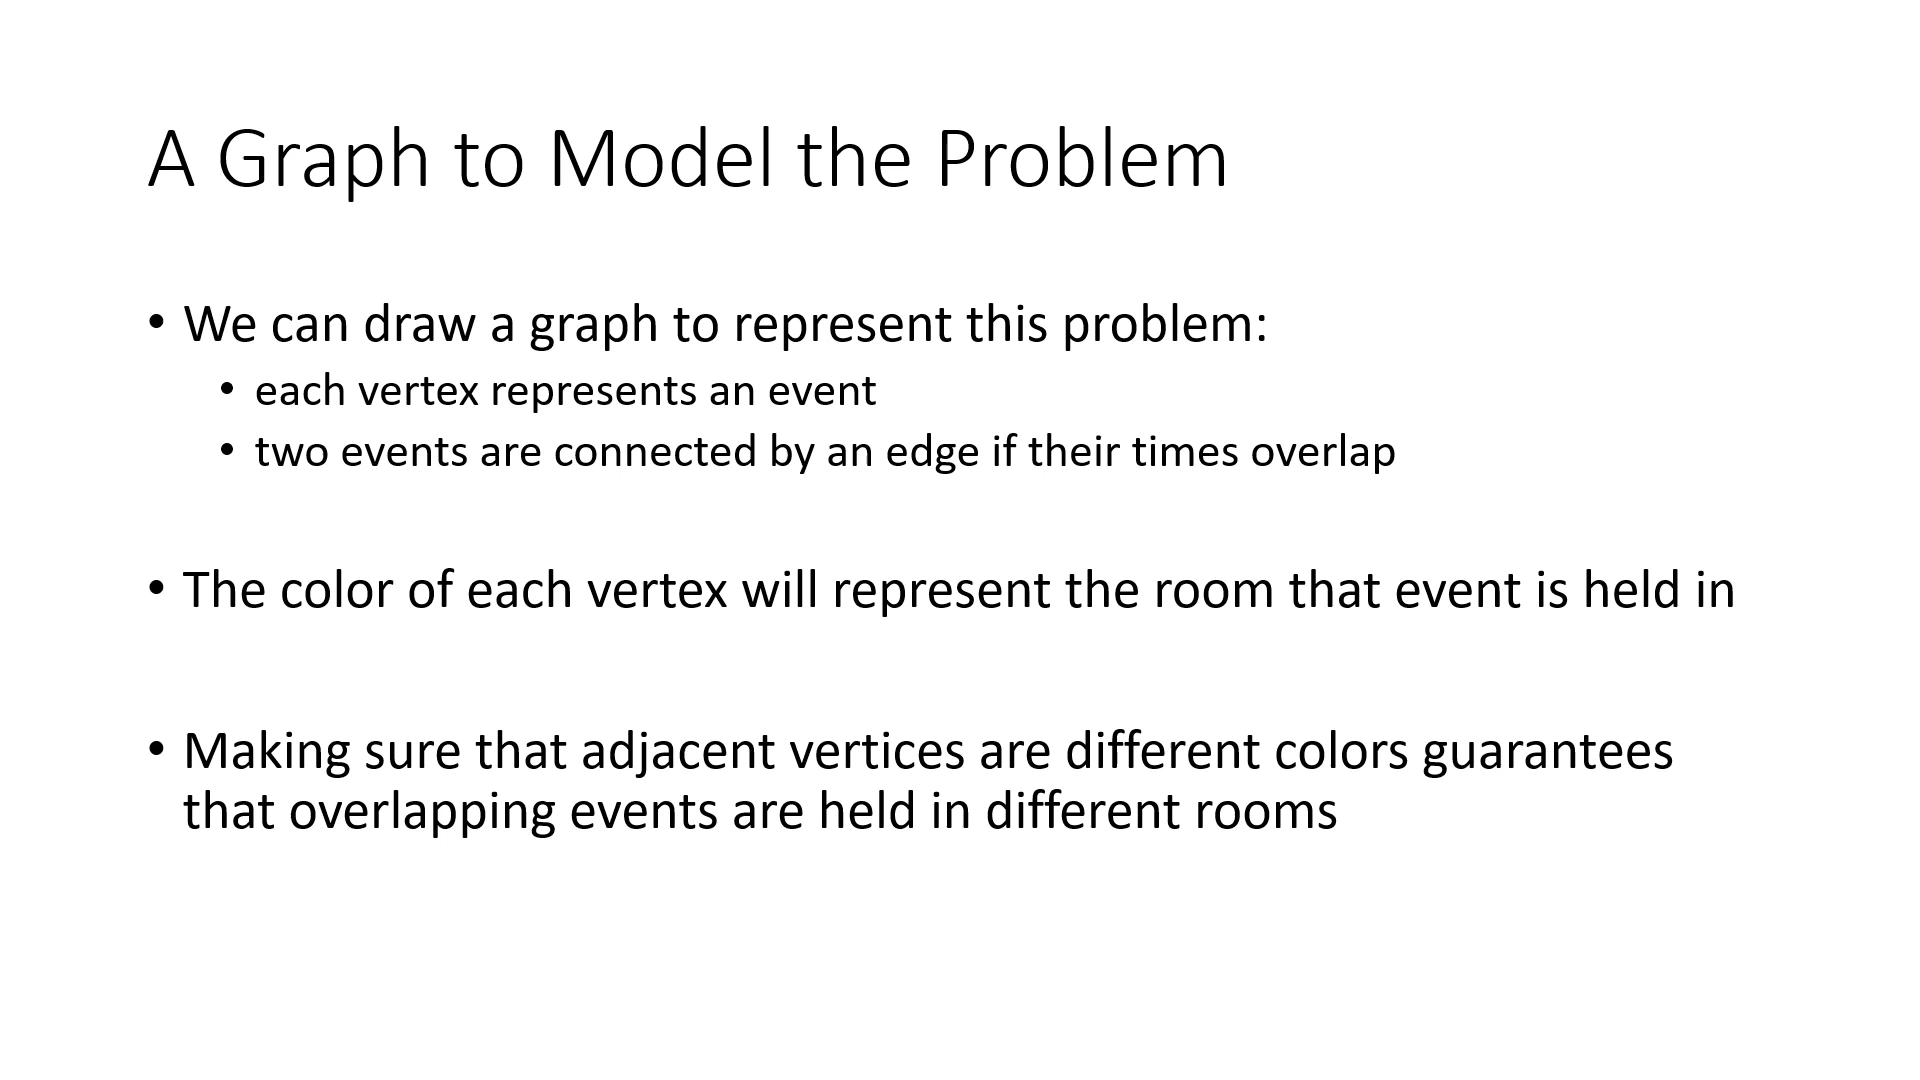 A Graph to Model the Problem
• We can draw a graph to represent this problem:
• each vertex represents an event
• two events are connected by an edge if their times overlap
• The color of each vertex will represent the room that event is held in
• Making sure that adjacent vertices are different colors guarantees
that overlapping events are held in different rooms